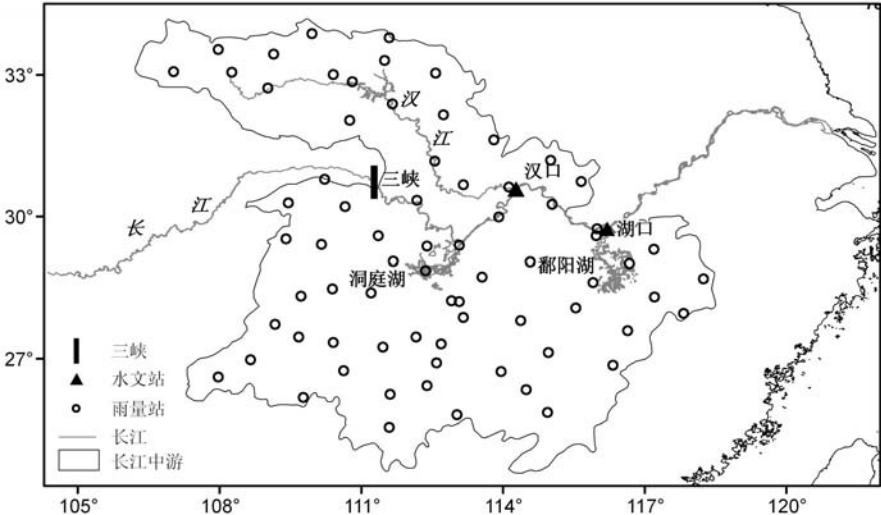 33°
30°
27°
汉
江
汉口
三峡
长
江
湖口
洞庭湖
鄱阳湖
三峡
水文站
雨量站
长江
长江中游
105°
108°
111°
114°
117°
120°